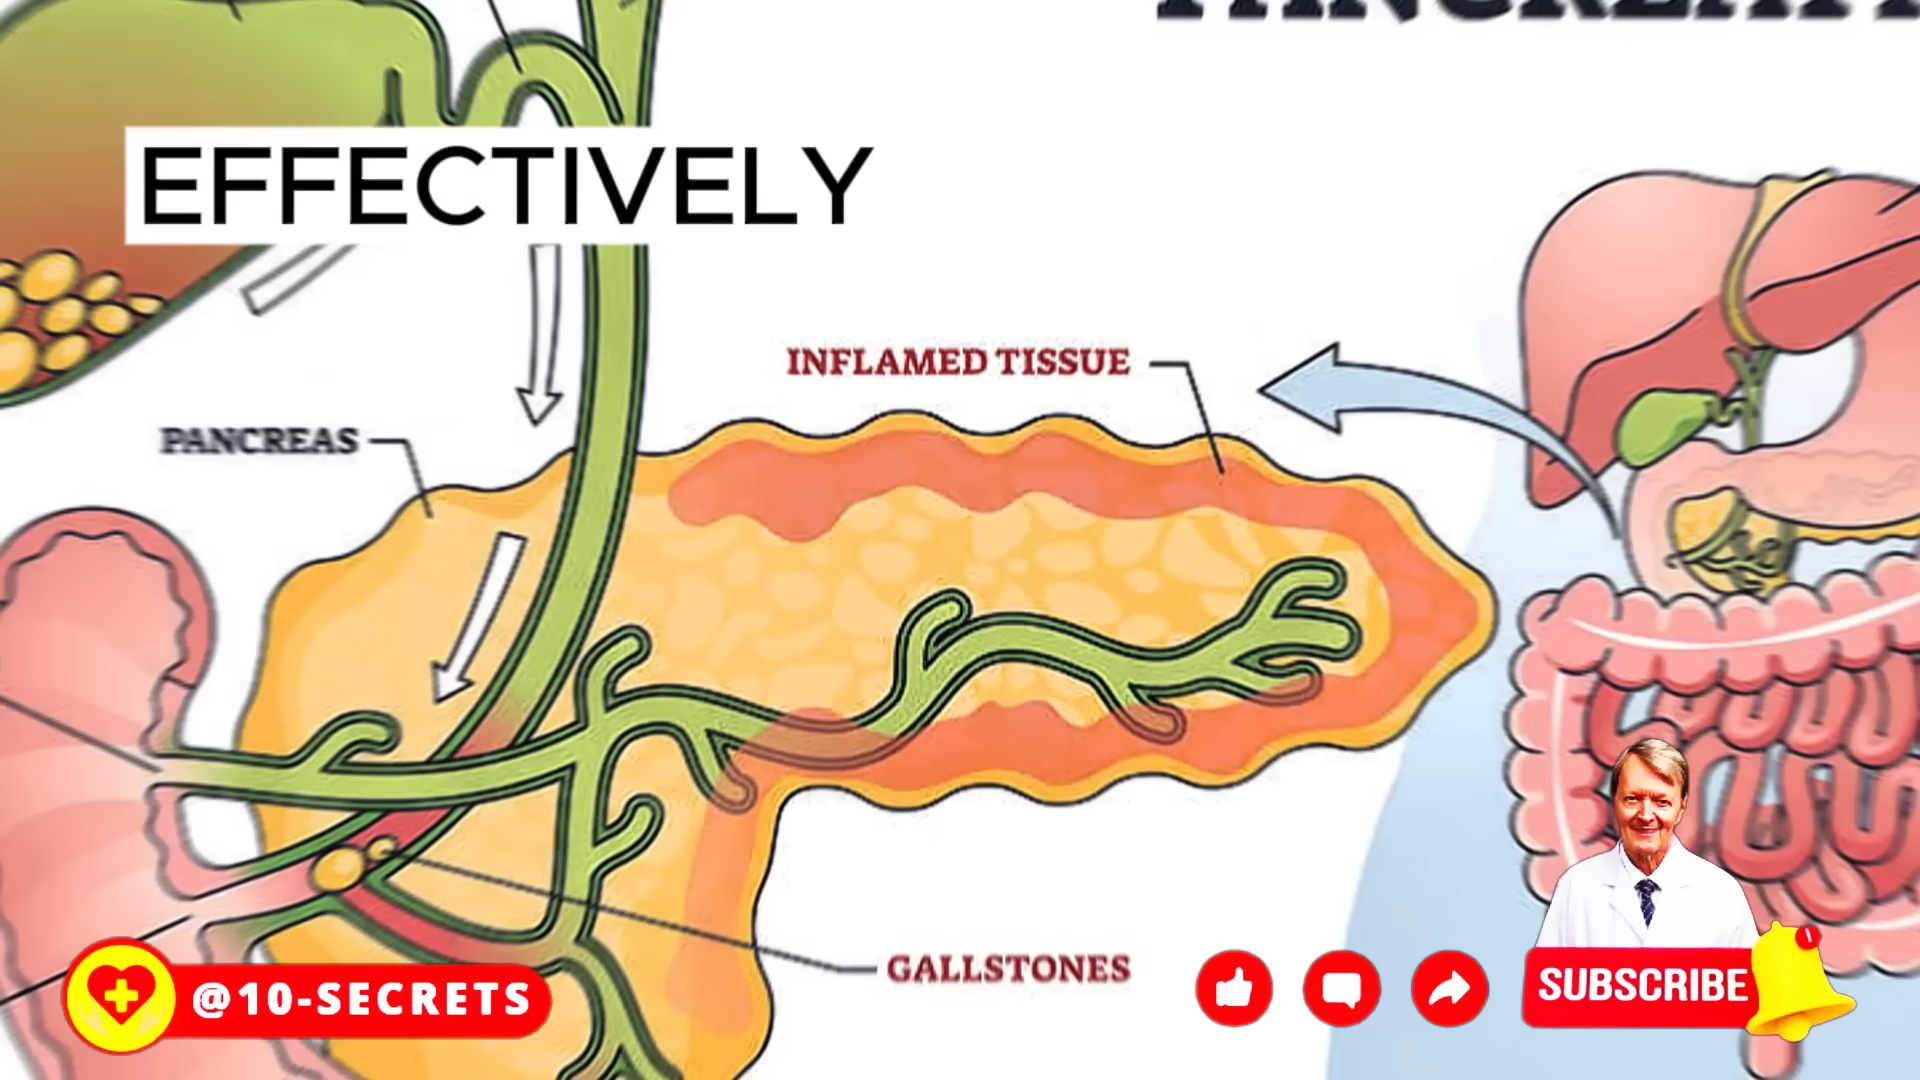 EFFECTIVELY
INFLAMED TISSUE
PANCREAS
GALLSTONES
@10-SECRETS
SUBSCRIBE